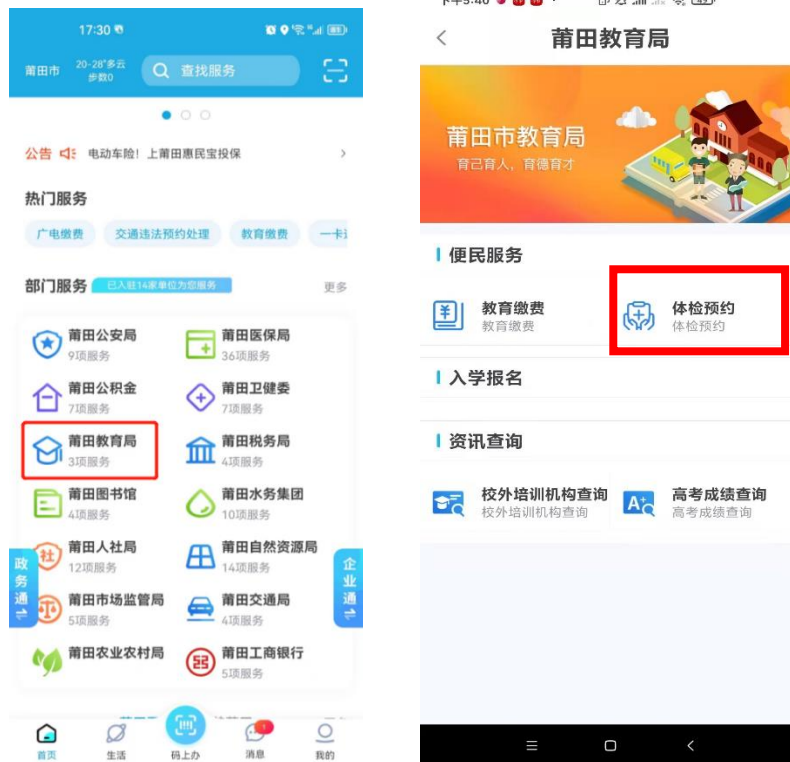 17:30
莆田市
20-28°多云
步数0
查找服务
公告
电动车险！上莆田惠民宝投保
热门服务
广电缴费
交通违法预约处理
教育缴费
一卡通
部门服务
已入驻14家单位为您服务
更多
莆田公安局
9项服务
莆田医保局
36项服务
莆田公积金
7项服务
莆田卫健委
7项服务
莆田教育局
3项服务
莆田税务局
4项服务
莆田图书馆
4项服务
莆田水务集团
10项服务
莆田人社局
12项服务
莆田自然资源局
14项服务
莆田市场监管局
5项服务
莆田交通局
4项服务
莆田农业农村局
莆田工商银行
5项服务
政务通
企业通
首页
生活
码上办
消息
我的
下午5:40
莆田教育局
莆田市教育局
育己育人，育德育才
便民服务
教育缴费
教育缴费
体检预约
体检预约
入学报名
资讯查询
校外培训机构查询
校外培训机构查询
高考成绩查询
高考成绩查询